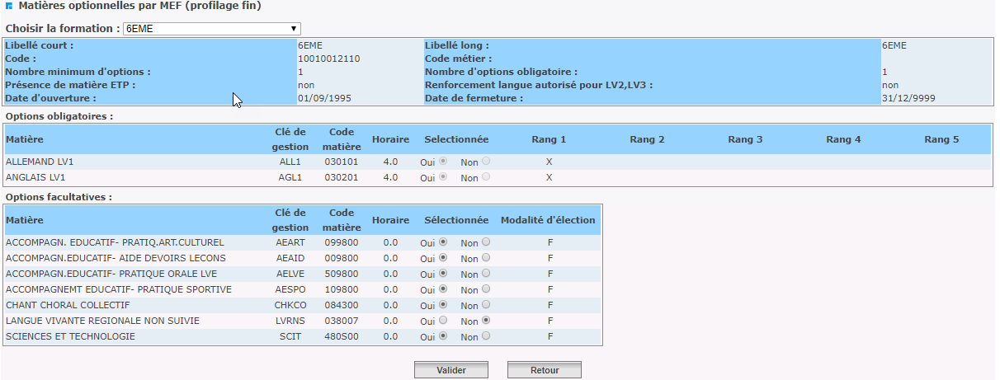 Matières optionnelles par MEF (profilage fin)
Choisir la formation : 6EME
Libellé court : 6EME Libellé long : 6EME
Code : 10010012110 Code métier :
Nombre minimum d'options : 1 Nombre d'options obligatoire : 1
Présence de matière ETP : non Renforcement langue autorisé pour LV2,LV3 : non
Date d'ouverture : 01/09/1995 Date de fermeture : 31/12/9999
Options obligatoires :
Matière Clé de gestion Code matière Horaire Selectionnée Rang 1 Rang 2 Rang 3 Rang 4 Rang 5
ALLEMAND LV1 ALL1 030101 4.0 Oui Non X
ANGLAIS LV1 AGL1 030201 4.0 Oui Non X
Options facultatives :
Matière Clé de gestion Code matière Horaire Sélectionnée Modalité d'élection
ACCOMPAGN. EDUCATIF- PRATIQ.ART.CULTUREL AEART 099800 0.0 Oui Non F
ACCOMPAGN.EDUCATIF- AIDE DEVOIRS LECONS AEAID 009800 0.0 Oui Non F
ACCOMPAGN.EDUCATIF- PRATIQUE ORALE LVE AELVE 509800 0.0 Oui Non F
ACCOMPAGNEMT EDUCATIF- PRATIQUE SPORTIVE AESPO 109800 0.0 Oui Non F
CHANT CHORAL COLLECTIF CHKCO 084300 0.0 Oui Non F
LANGUE VIVANTE REGIONALE NON SUIVIE LVRNS 038007 0.0 Oui Non F
SCIENCES ET TECHNOLOGIE SCIT 480S00 0.0 Oui Non F
Valider Retour